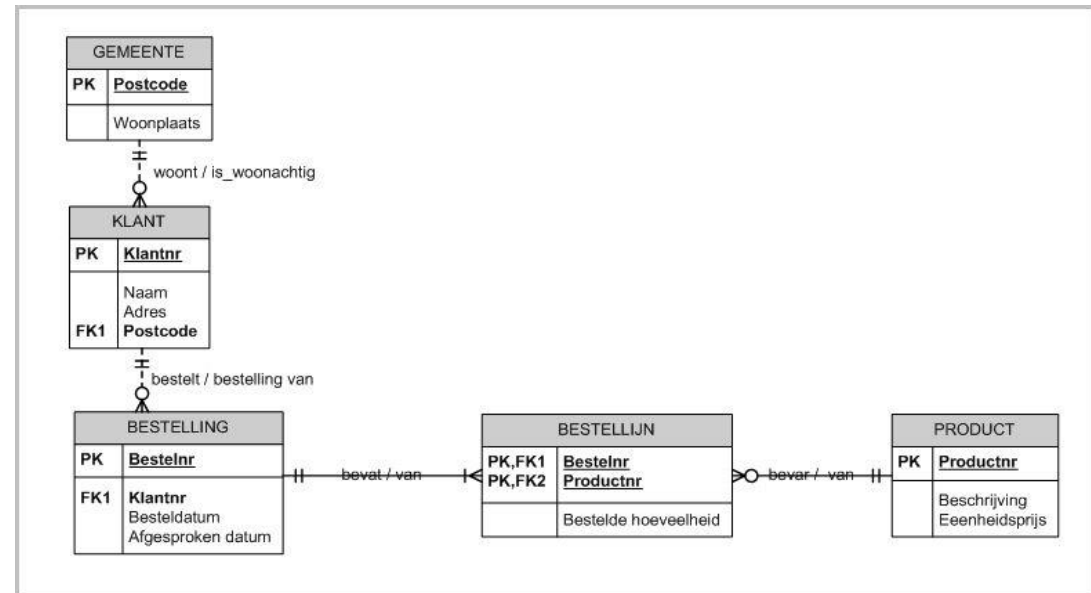 GEMEENTE
PK Postcode
Woonplaats
woont / is_woonachtig
KLANT
PK Klantnr
Naam
Adres
FK1 Postcode
bestelt / bestelling van
BESTELLING
PK Bestelnr
FK1 Klantnr
Besteldatum
Afgesproken datum
bevat / van
BESTELLIJN
PK,FK1 Bestelnr
PK,FK2 Productnr
Bestelde hoeveelheid
bevar / van
PRODUCT
PK Productnr
Beschrijving
Eeenheidsprijs